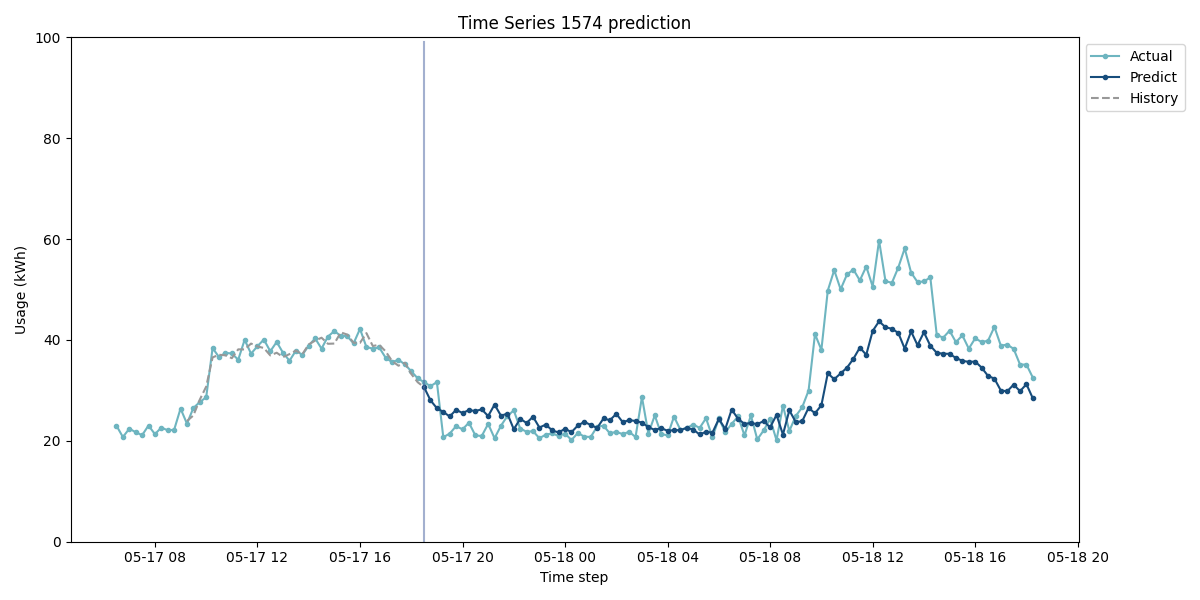 Time Series 1574 prediction
100
80
60
40
20
0
Usage (kWh)
05-17 08
05-17 12
05-17 16
05-17 20
05-18 00
05-18 04
05-18 08
05-18 12
05-18 16
05-18 20
Time step
Actual
Predict
History